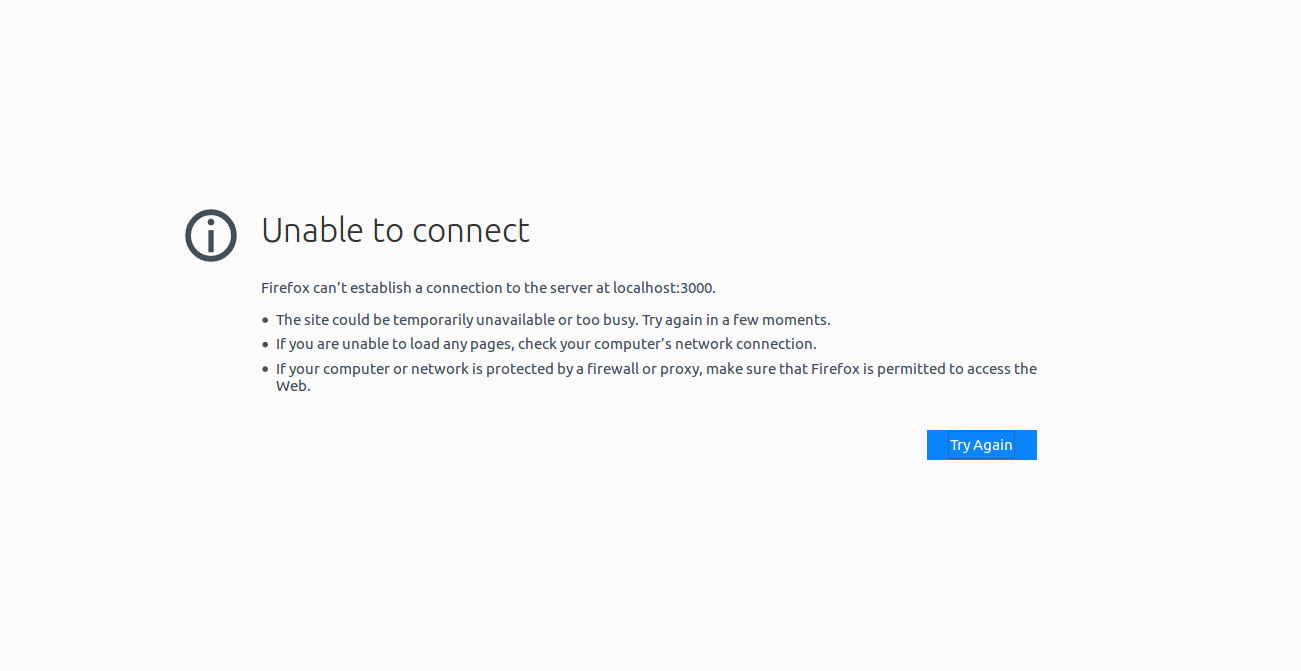 Unable to connect
Firefox can’t establish a connection to the server at localhost:3000.
• The site could be temporarily unavailable or too busy. Try again in a few moments.
• If you are unable to load any pages, check your computer’s network connection.
• If your computer or network is protected by a firewall or proxy, make sure that Firefox is permitted to access the
Web.
Try Again